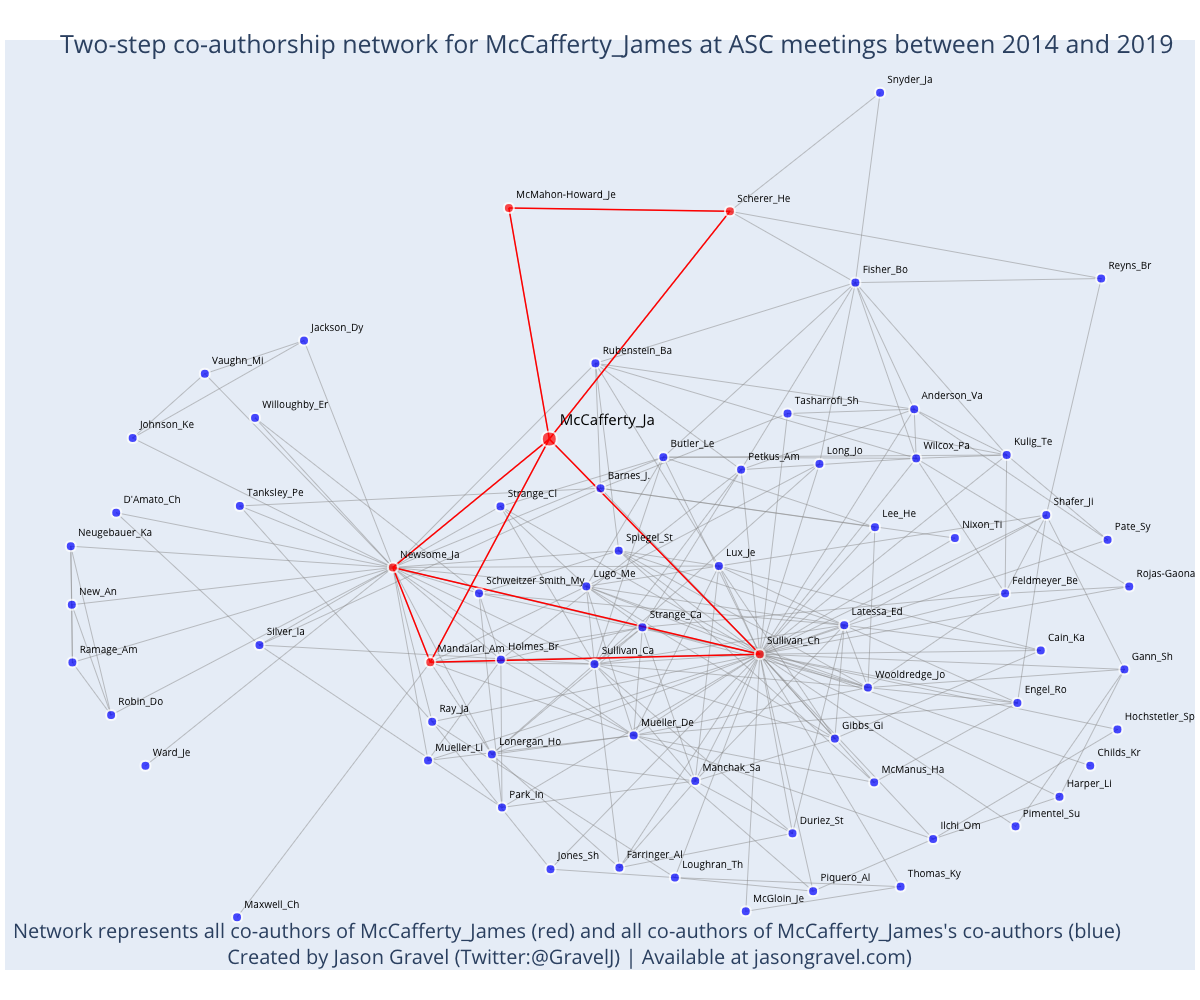 Two-step co-authorship network for McCafferty_James at ASC meetings between 2014 and 2019
Snyder_Ja
McMahon-Howard_Je
Scherer_He
Fisher_Bo
Reyns_Br
Jackson_Dy
Rubenstein_Ba
Vaughn_Mi
Anderson_Va
Tasharrofi_Sh
Willoughby_Er
McCafferty_Ja
Johnson_Ke
Butler_Le
Kulig_Te
Wilcox_Pa
Long_Jo
Petkus_Am
Barnes_J.
Strange_Cl
Tanksley_Pe
D'Amato_Ch
Shafer_Ji
Lee_He
Nixon_Ti
Pate_Sy
Neugebauer_Ka
Spiegel_St
Newsome_Ja
Lux_Je
Lugo_Me
Schweitzer Smith_My
Feldmeyer_Be
Rojas-Gaona
New_An
Strange_Ca
Latessa_Ed
Silver_Ia
Sullivan_Ch
Cain_Ka
Mandalari_Am
Holmes_Br
Sullivan_Ca
Ramage_Am
Gann_Sh
Wooldredge_Jo
Engel_Ro
Robin_Do
Ray_Ja
Mueller_De
Gibbs_Gi
Hochstetler_Sp
Mueller_Li
Lonergan_Ho
Ward_Je
Manchak_Sa
McManus_Ha
Childs_Kr
Harper_Li
Park_In
Pimentel_Su
Duriez_St
Ilchi_Om
Jones_Sh
Farringer_Al
Loughran_Th
Piquero_Al
Thomas_Ky
McGloin_Je
Maxwell_Ch
Network represents all co-authors of McCafferty_James (red) and all co-authors of McCafferty_James's co-authors (blue)
Created by Jason Gravel (Twitter:@GravelJ) | Available at jasongravel.com)